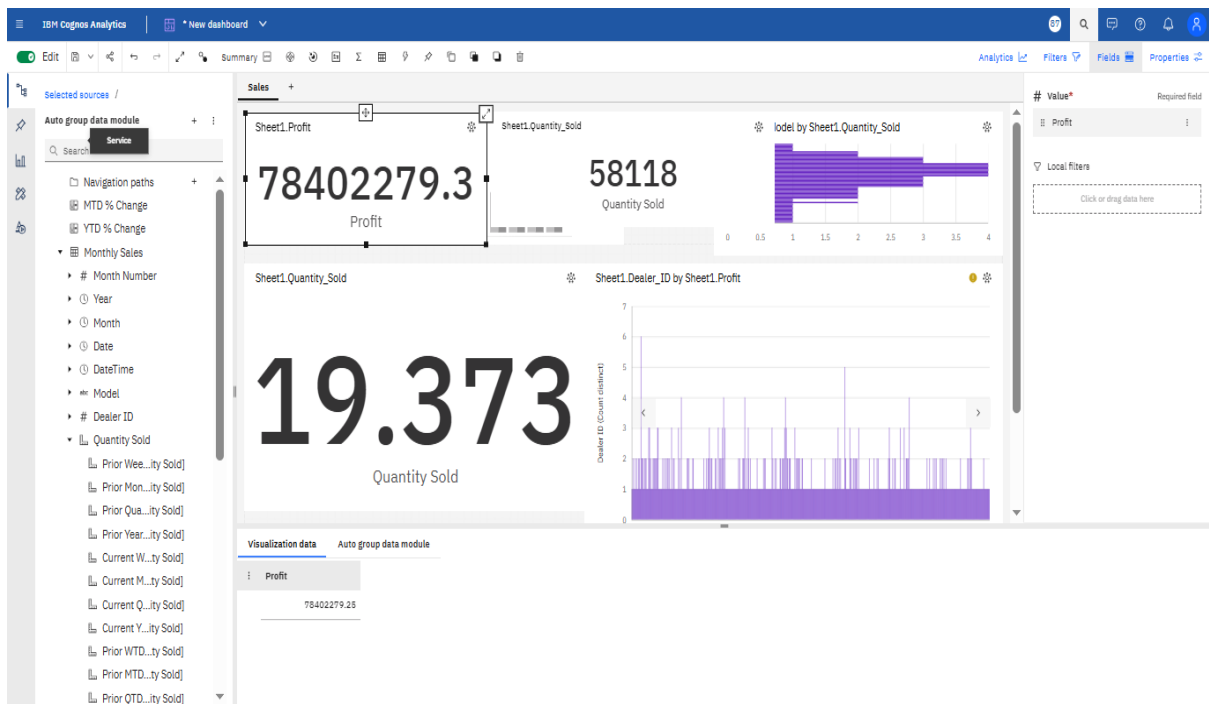 IBM Cognos Analytics
* New dashboard
87
Edit
Summary
Analytics
Filters
Fields
Properties
Selected sources /
Auto group data module
Service
Search
Navigation paths
MTD % Change
YTD % Change
Monthly Sales
# Month Number
Year
Month
Date
DateTime
abc Model
# Dealer ID
Quantity Sold
Prior Wee...ity Sold]
Prior Mon...ity Sold]
Prior Qua...ity Sold]
Prior Year...ity Sold]
Current W...ty Sold]
Current M...ty Sold]
Current Q...ity Sold]
Current Y...ity Sold]
Prior WTD...ty Sold]
Prior MTD...ty Sold]
Prior QTD...ity Sold]
Sales
Sheet1.Profit
78402279.3
Profit
Sheet1.Quantity_Sold
58118
Quantity Sold
lodel by Sheet1.Quantity_Sold
0 0.5 1 1.5 2 2.5 3 3.5 4
Sheet1.Quantity_Sold
19.373
Quantity Sold
Sheet1.Dealer_ID by Sheet1.Profit
Dealer ID (Count distinct)
7
6
5
4
3
2
1
0
Visualization data
Auto group data module
Profit
78402279.25
# Value*
Required field
Profit
Local filters
Click or drag data here